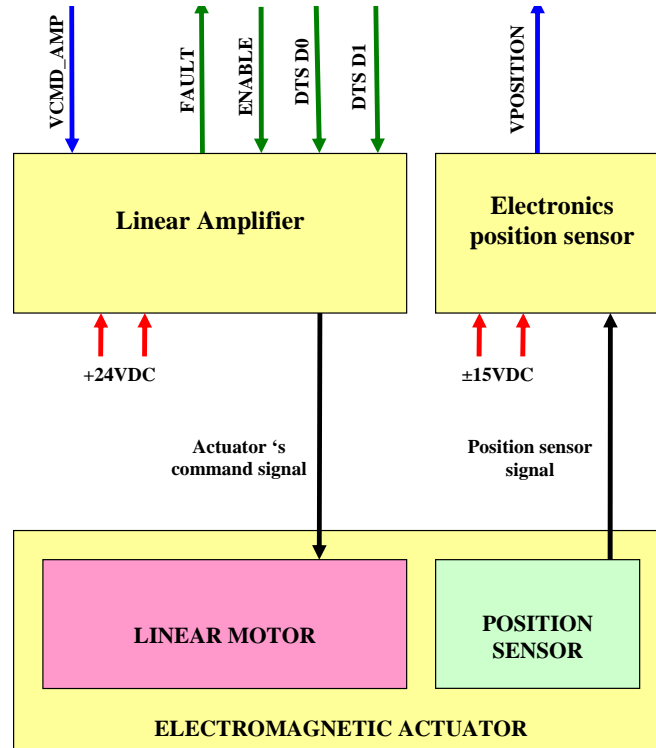 VCMD_AMP
FAULT
ENABLE
DTS D0
DTS D1
VPOSITION
Linear Amplifier
Electronics
position sensor
+24VDC
±15VDC
Actuator ‘s
command signal
Position sensor
signal
LINEAR MOTOR
POSITION
SENSOR
ELECTROMAGNETIC ACTUATOR